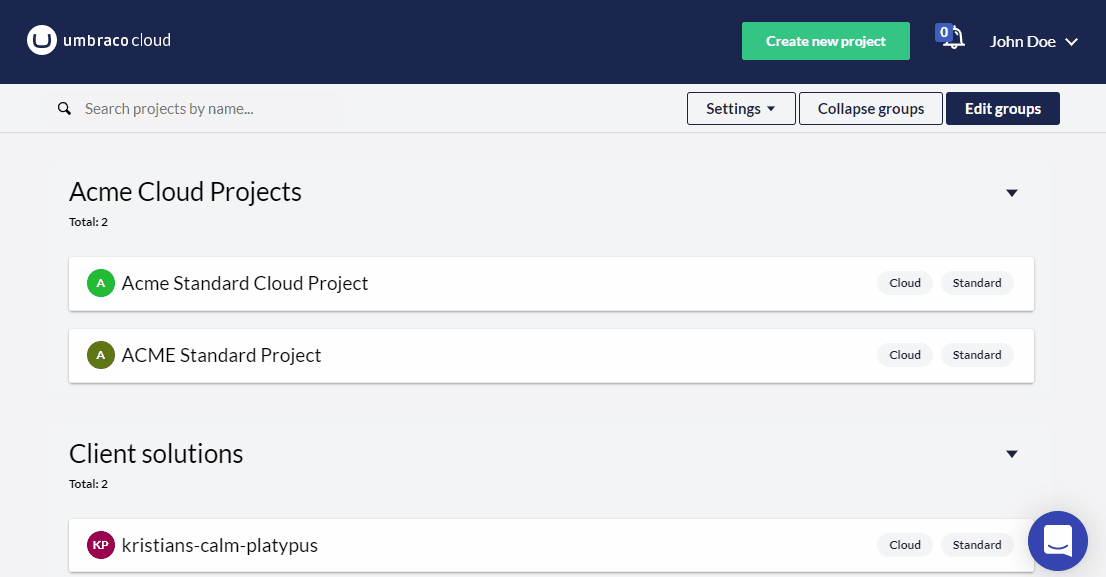 umbraco cloud
Create new project
0
John Doe
Search projects by name...
Settings
Collapse groups
Edit groups
Acme Cloud Projects
Total: 2
A
Acme Standard Cloud Project
Cloud
Standard
A
ACME Standard Project
Cloud
Standard
Client solutions
Total: 2
KP
kristians-calm-platypus
Cloud
Standard